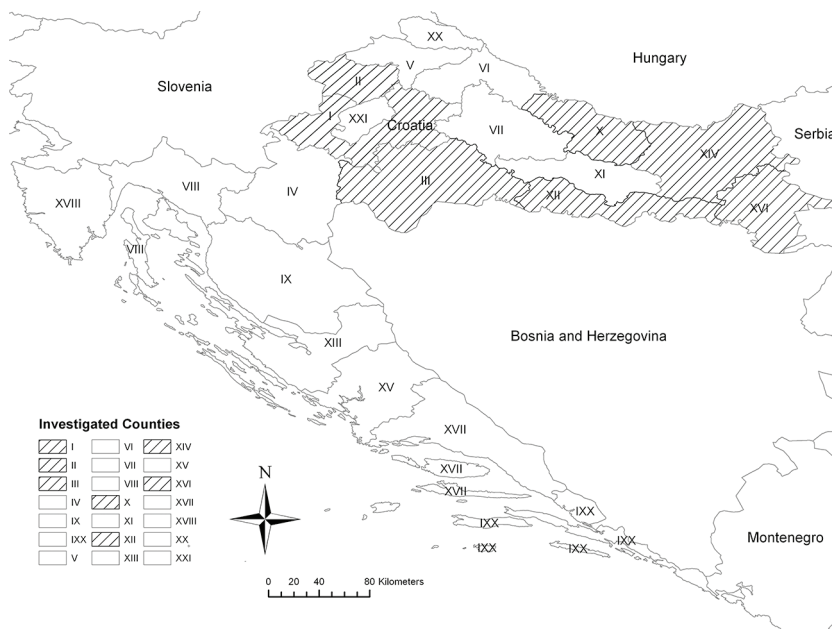 XX
Hungary
V
VI
Slovenia
II
I
XXI
Croatia
VII
X
Serbia
XIV
XI
III
XII
XVI
VIII
IV
XVIII
VIII
IX
Bosnia and Herzegovina
XIII
XV
XVII
XVII
XVII
IXX
IXX
IXX
IXX
IXX
Montenegro
Investigated Counties
I VI XIV
II VII XV
III VIII XVI
IV X XVII
IX XI XVIII
IXX XII XX
V XIII XXI
N
0 20 40 80 Kilometers